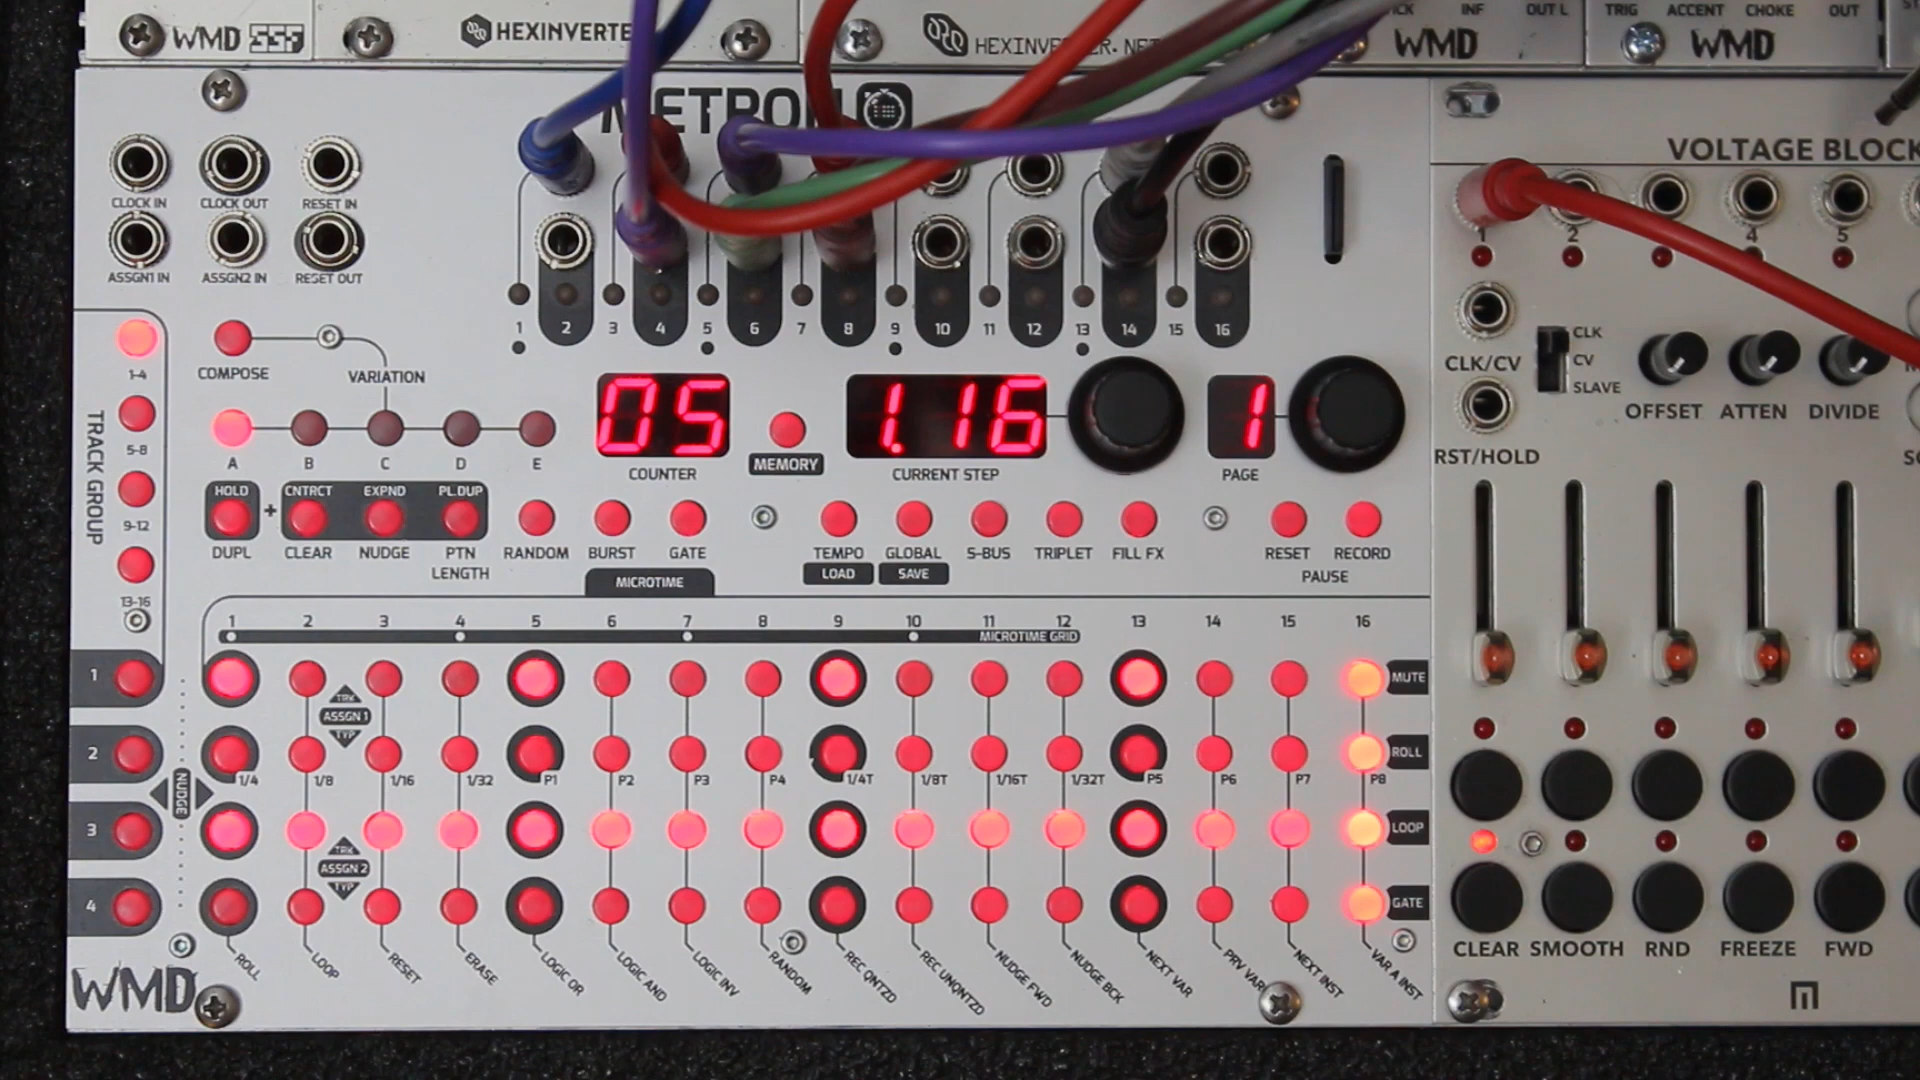 WMD SSF
HEXINVERTE
HEXINVERTER.NET
CK INF OUT L
WMD
TRIG ACCENT CHOKE OUT
WMD
METRON
CLOCK IN CLOCK OUT RESET IN
ASSGN1 IN ASSGN2 IN RESET OUT
1 2 3 4 5 6 7 8 9 10 11 12 13 14 15 16
TRACK GROUP
1-4
5-8
9-12
13-16
COMPOSE
VARIATION
A B C D E
05
COUNTER
MEMORY
1.16
CURRENT STEP
1
PAGE
HOLD + CNTRCT EXPND PL.DUP
DUPL CLEAR NUDGE PTN LENGTH
RANDOM BURST GATE
MICROTIME
TEMPO GLOBAL S-BUS TRIPLET FILL FX
LOAD SAVE
RESET RECORD
PAUSE
1 2 3 4 5 6 7 8 9 10 11 12 13 14 15 16
MICROTIME GRID
1 MUTE
TRK
ASSGN 1
TYP
2 ROLL
1/4 1/8 1/16 1/32 P1 P2 P3 P4 1/4T 1/8T 1/16T 1/32T P5 P6 P7 P8
NUDGE
3 LOOP
TRK
ASSGN 2
TYP
4 GATE
ROLL LOOP RESET ERASE LOGIC OR LOGIC AND LOGIC INV RANDOM REC QNTZD REC UNQNTZD NUDGE FWD NUDGE BCK NEXT VAR PRV VAR NEXT INST VAR A INST
WMD
VOLTAGE BLOCK
1 2 4 5
CLK/CV
CLK
CV
SLAVE
OFFSET ATTEN DIVIDE
RST/HOLD
CLEAR SMOOTH RND FREEZE FWD